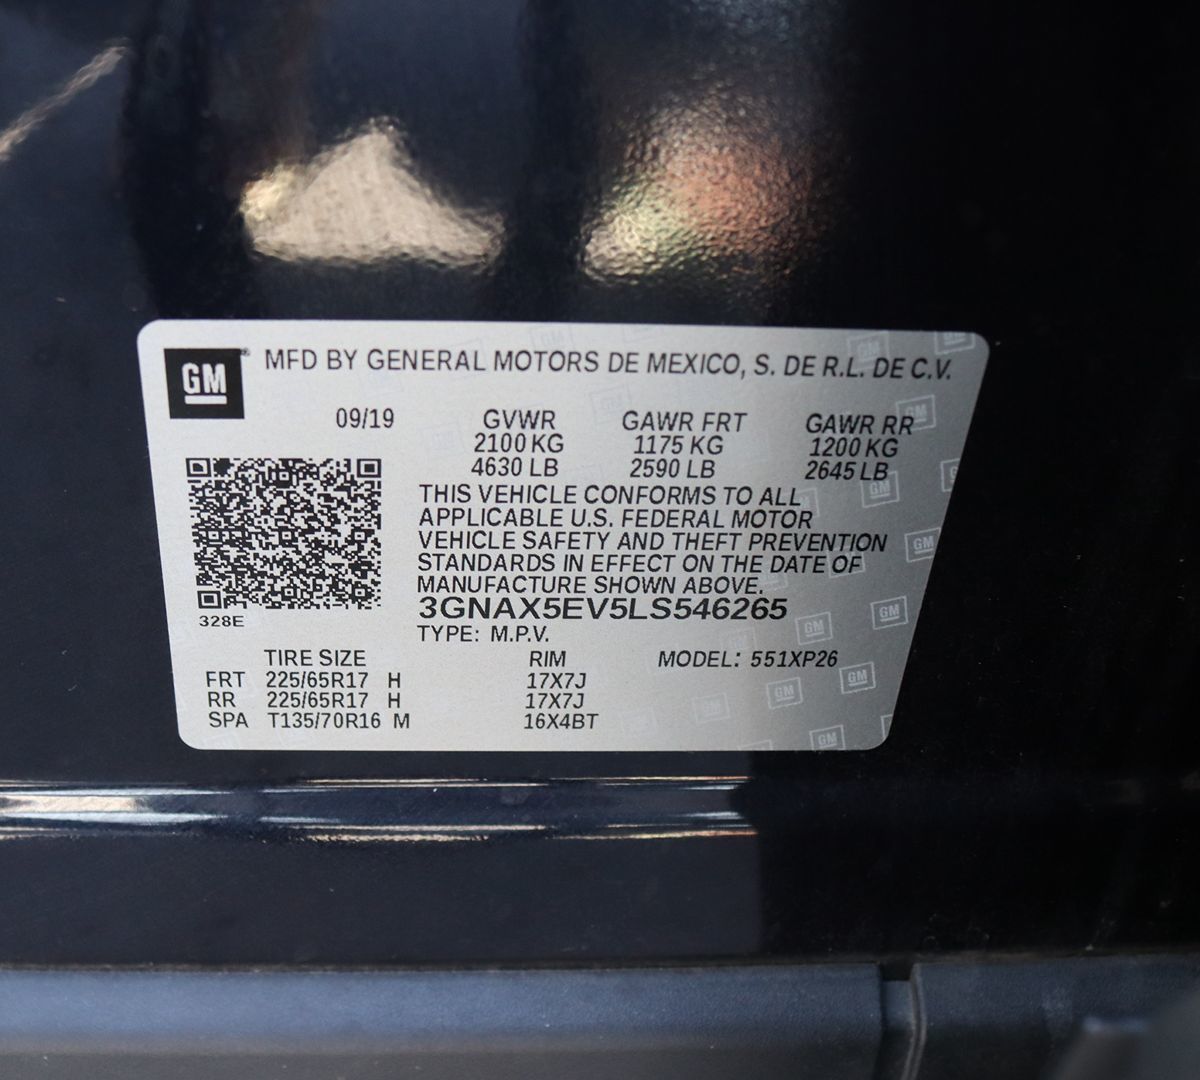 GM MFD BY GENERAL MOTORS DE MEXICO, S. DE R.L. DE C.V.
09/19 GVWR GAWR FRT GAWR RR
2100 KG 1175 KG 1200 KG
4630 LB 2590 LB 2645 LB
THIS VEHICLE CONFORMS TO ALL
APPLICABLE U.S. FEDERAL MOTOR
VEHICLE SAFETY AND THEFT PREVENTION
STANDARDS IN EFFECT ON THE DATE OF
MANUFACTURE SHOWN ABOVE.
3GNAX5EV5LS546265
328E
TYPE: M.P.V.
TIRE SIZE RIM MODEL: 551XP26
FRT 225/65R17 H 17X7J
RR 225/65R17 H 17X7J
SPA T135/70R16 M 16X4BT